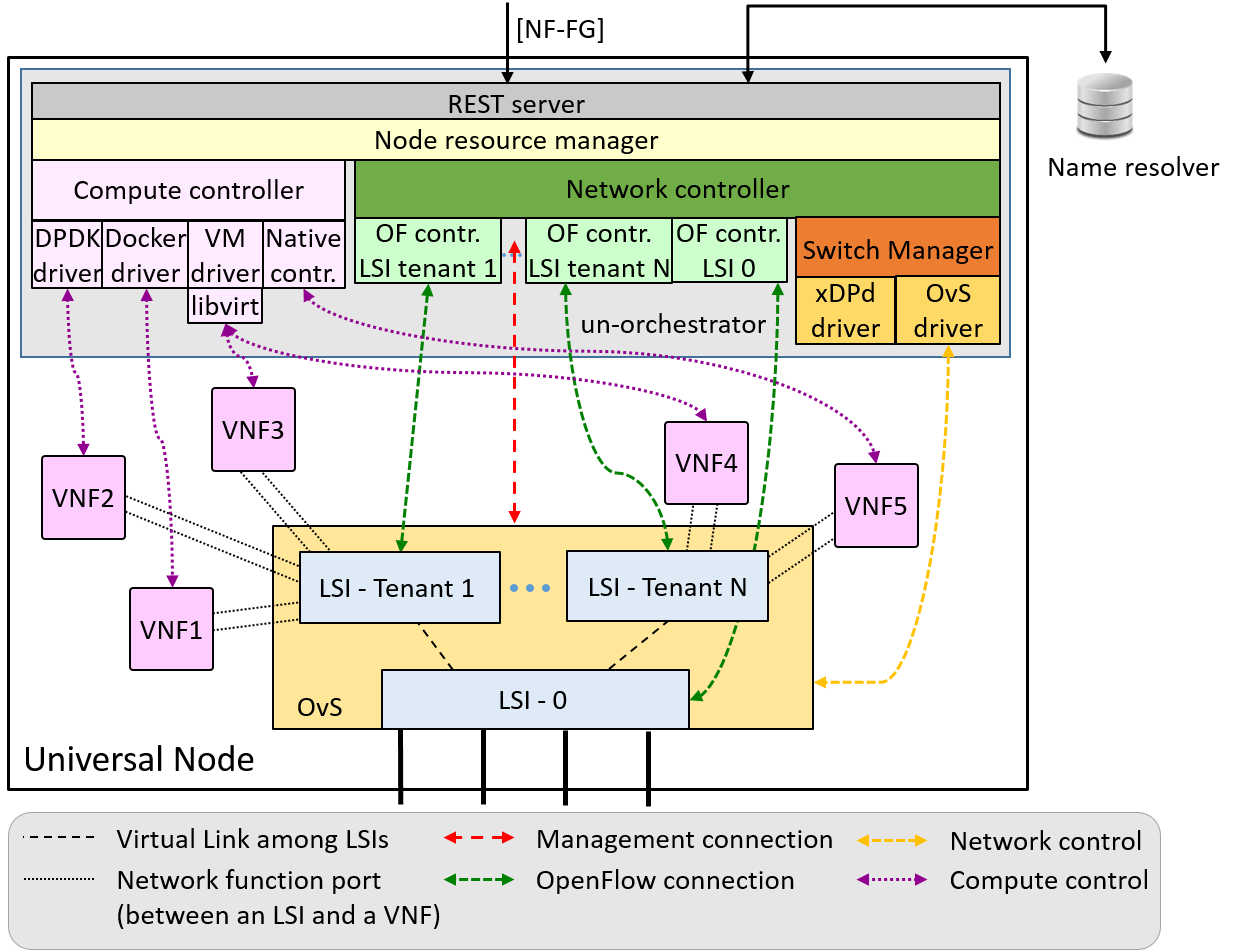 [NF-FG]
REST server
Node resource manager
Name resolver
Compute controller
Network controller
DPDK
driver
Docker
driver
VM
driver
Native
contr.
libvirt
OF contr.
LSI tenant 1
OF contr.
LSI tenant N
OF contr.
LSI 0
Switch Manager
xDPd
driver
OvS
driver
un-orchestrator
VNF3
VNF4
VNF2
VNF5
VNF1
LSI - Tenant 1
LSI - Tenant N
LSI - 0
OvS
Universal Node
Virtual Link among LSIs
Management connection
Network control
Network function port
(between an LSI and a VNF)
OpenFlow connection
Compute control